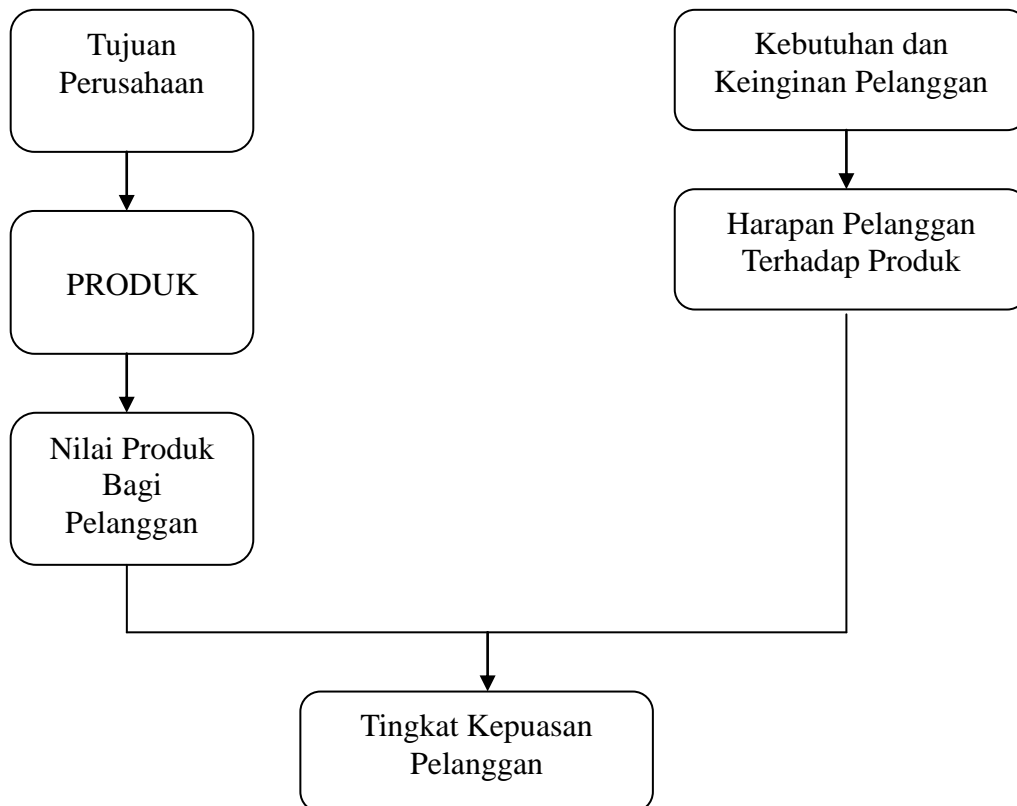 Tujuan
Perusahaan
Kebutuhan dan
Keinginan Pelanggan
PRODUK
Harapan Pelanggan
Terhadap Produk
Nilai Produk
Bagi
Pelanggan
Tingkat Kepuasan
Pelanggan